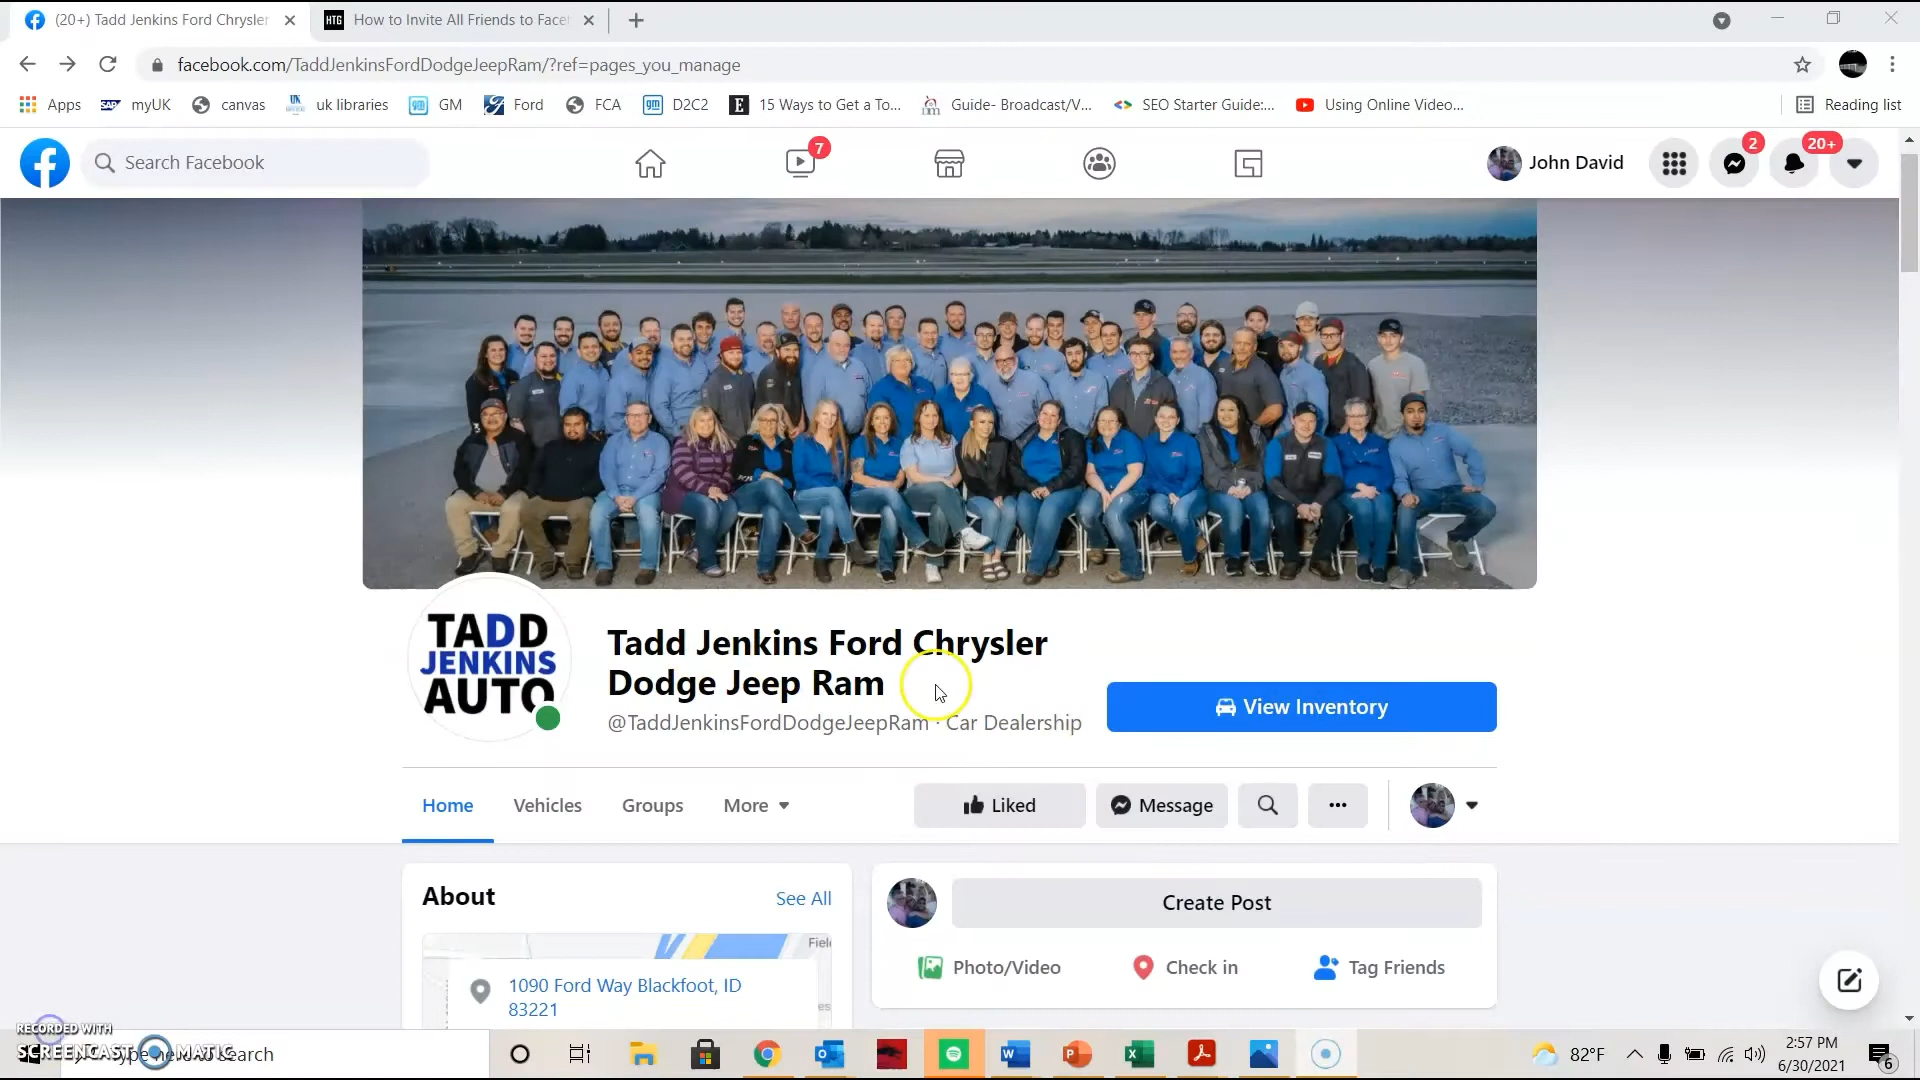 (20+) Tadd Jenkins Ford Chrysler
How to Invite All Friends to Face
facebook.com/TaddJenkinsFordDodgeJeepRam/?ref=pages_you_manage
Apps myUK canvas uk libraries GM Ford FCA D2C2 15 Ways to Get a To... Guide- Broadcast/V... SEO Starter Guide:... Using Online Video... Reading list
Search Facebook
7
John David
2
20+
TADD
JENKINS
AUTO
Tadd Jenkins Ford Chrysler
Dodge Jeep Ram
@TaddJenkinsFordDodgeJeepRam · Car Dealership
View Inventory
Home Vehicles Groups More
Liked Message
About See All
Create Post
Photo/Video Check in Tag Friends
1090 Ford Way Blackfoot, ID
83221
RECORDED WITH
SCREENCAST MATIC
2:57 PM
82°F
6/30/2021
6